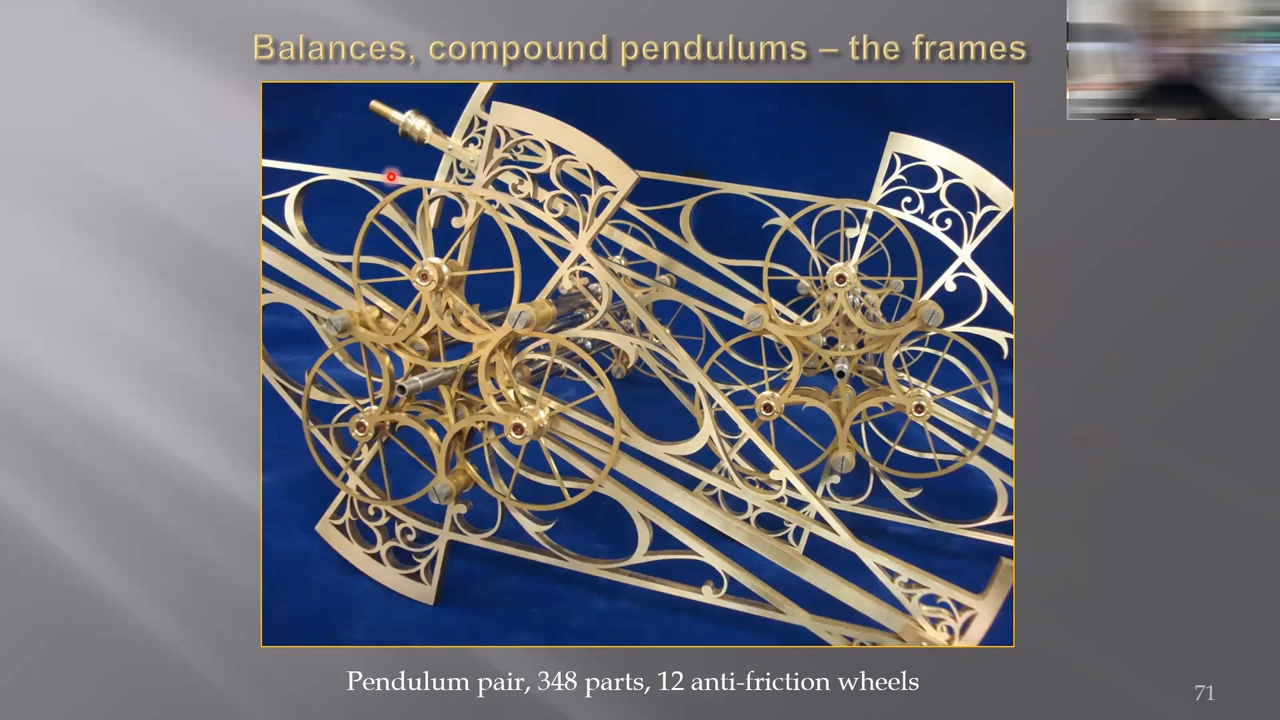 Balances, compound pendulums – the frames
Pendulum pair, 348 parts, 12 anti-friction wheels
71